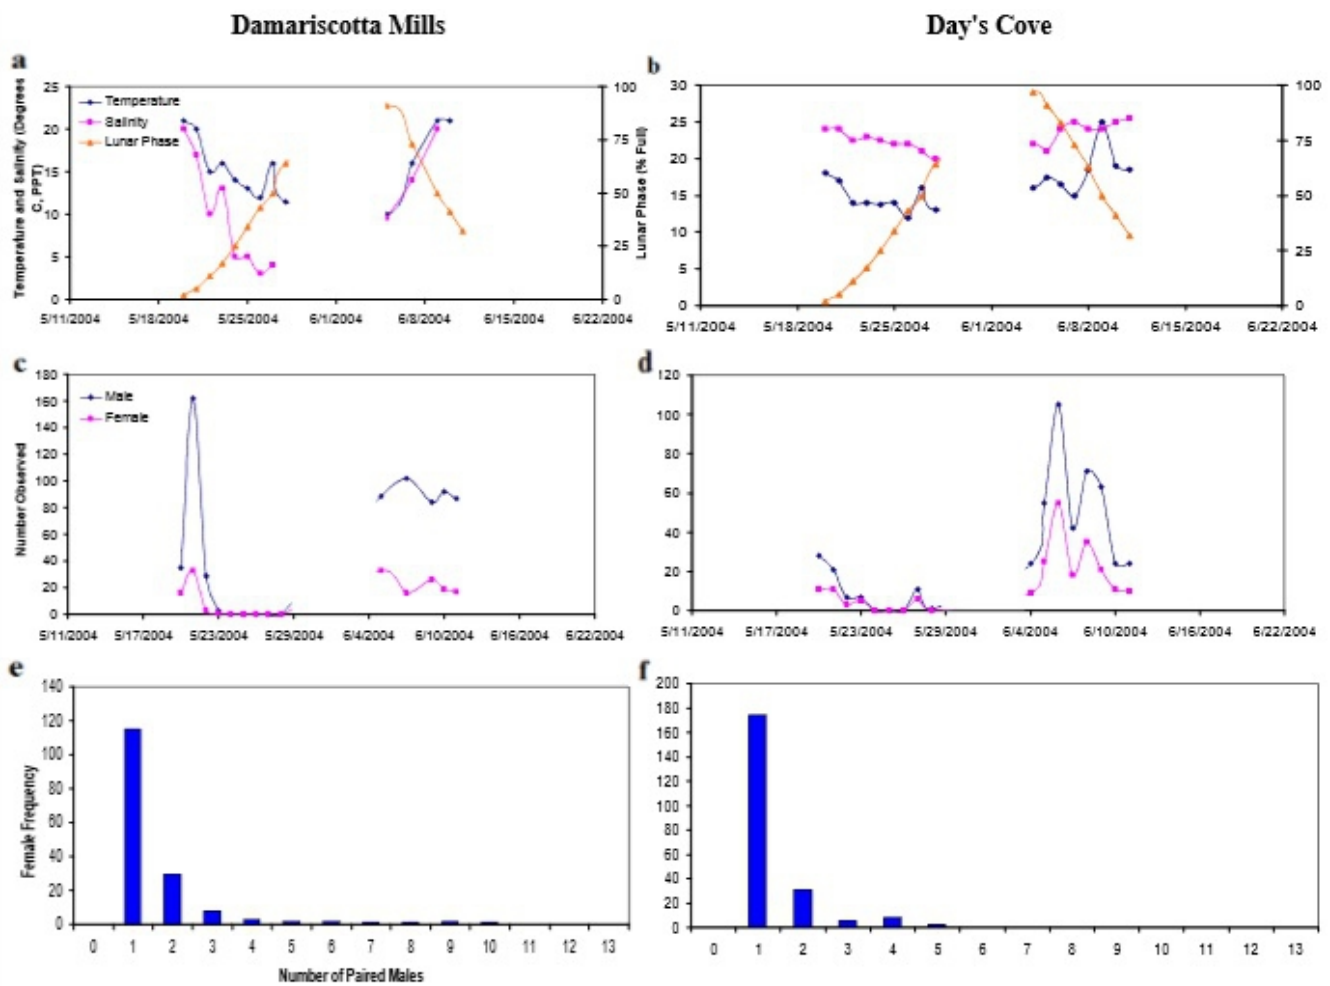 Damariscotta Mills
Day's Cove
a
Temperature and Salinity (Degrees C, PPT)
25
20
15
10
5
0
Temperature
Salinity
Lunar Phase
100
75
50
25
0
Lunar Phase (% Full)
5/11/2004 5/18/2004 5/25/2004 6/1/2004 6/8/2004 6/15/2004 6/22/2004
b
30
25
20
15
10
5
0
100
75
50
25
0
5/11/2004 5/18/2004 5/25/2004 6/1/2004 6/8/2004 6/15/2004 6/22/2004
c
Number Observed
180
160
140
120
100
80
60
40
20
0
Male
Female
5/11/2004 5/17/2004 5/23/2004 5/29/2004 6/4/2004 6/10/2004 6/16/2004 6/22/2004
d
120
100
80
60
40
20
0
5/11/2004 5/17/2004 5/23/2004 5/29/2004 6/4/2004 6/10/2004 6/16/2004 6/22/2004
e
Female Frequency
140
120
100
80
60
40
20
0
0 1 2 3 4 5 6 7 8 9 10 11 12 13
Number of Paired Males
f
200
180
160
140
120
100
80
60
40
20
0
0 1 2 3 4 5 6 7 8 9 10 11 12 13